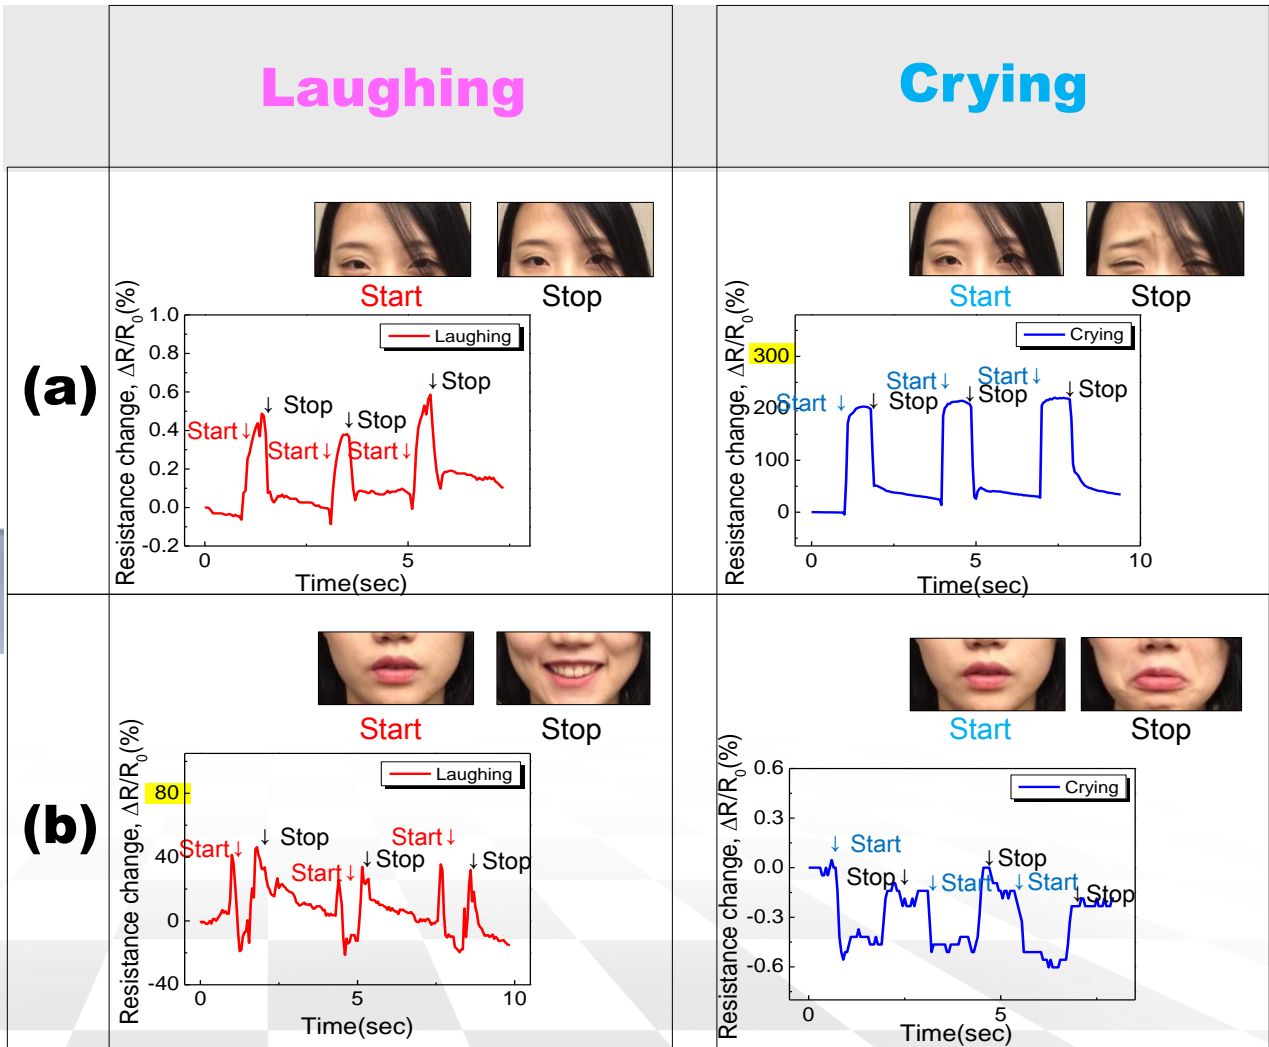 Laughing
Crying
(a)
Start
Stop
Resistance change, ΔR/R0(%)
1.0
0.8
0.6
0.4
0.2
0.0
-0.2
Laughing
↓Stop
↓ Stop
↓Stop
Start↓
Start↓
Start↓
0
5
Time(sec)
Start
Stop
Resistance change, ΔR/R0(%)
300
200
100
0
Crying
Start↓
Start↓
Start ↓
↓Stop
↓Stop
↓Stop
0
5
10
Time(sec)
(b)
Start
Stop
Resistance change, ΔR/R0(%)
80
40
0
-40
Laughing
Start↓
↓ Stop
Start↓
↓Stop
Start↓
↓Stop
0
5
10
Time(sec)
Start
Stop
Resistance change, ΔR/R0(%)
0.6
0.3
0.0
-0.3
-0.6
Crying
↓ Start
Stop↓
↓Start
↓Stop
↓Start
↓Stop
0
5
Time(sec)